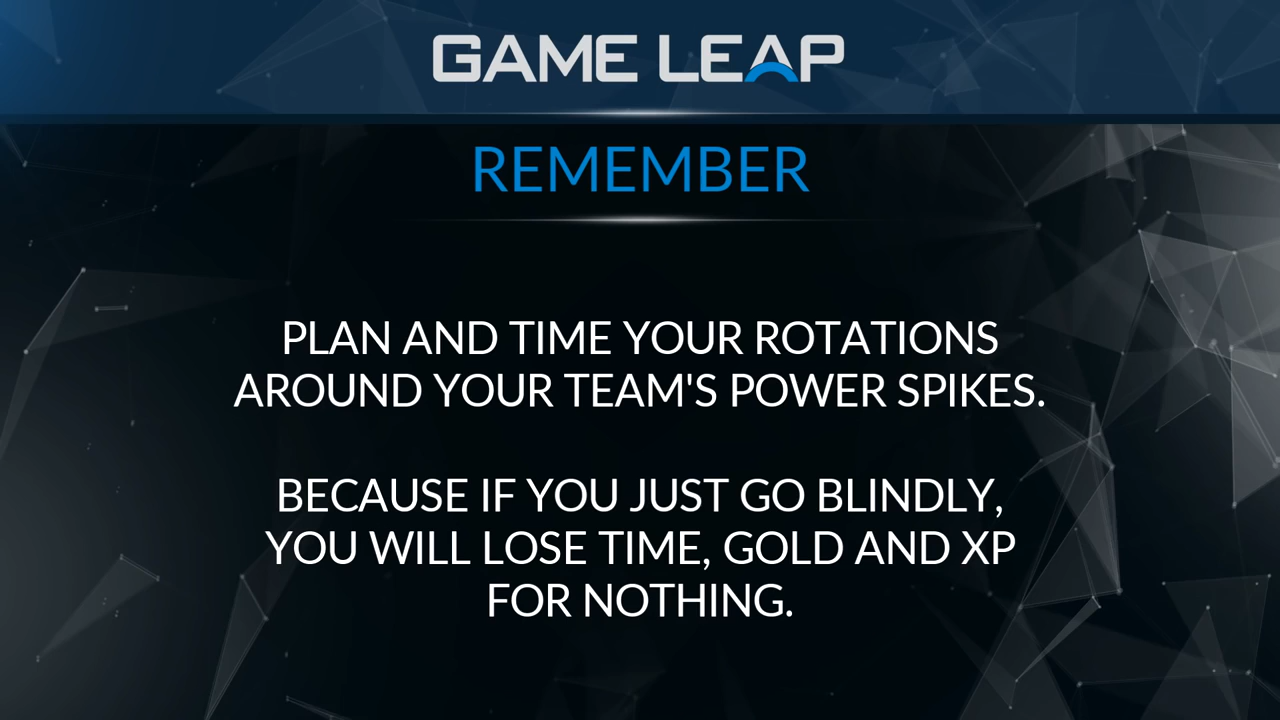 GAME LEAP
REMEMBER
PLAN AND TIME YOUR ROTATIONS
AROUND YOUR TEAM'S POWER SPIKES.
BECAUSE IF YOU JUST GO BLINDLY,
YOU WILL LOSE TIME, GOLD AND XP
FOR NOTHING.